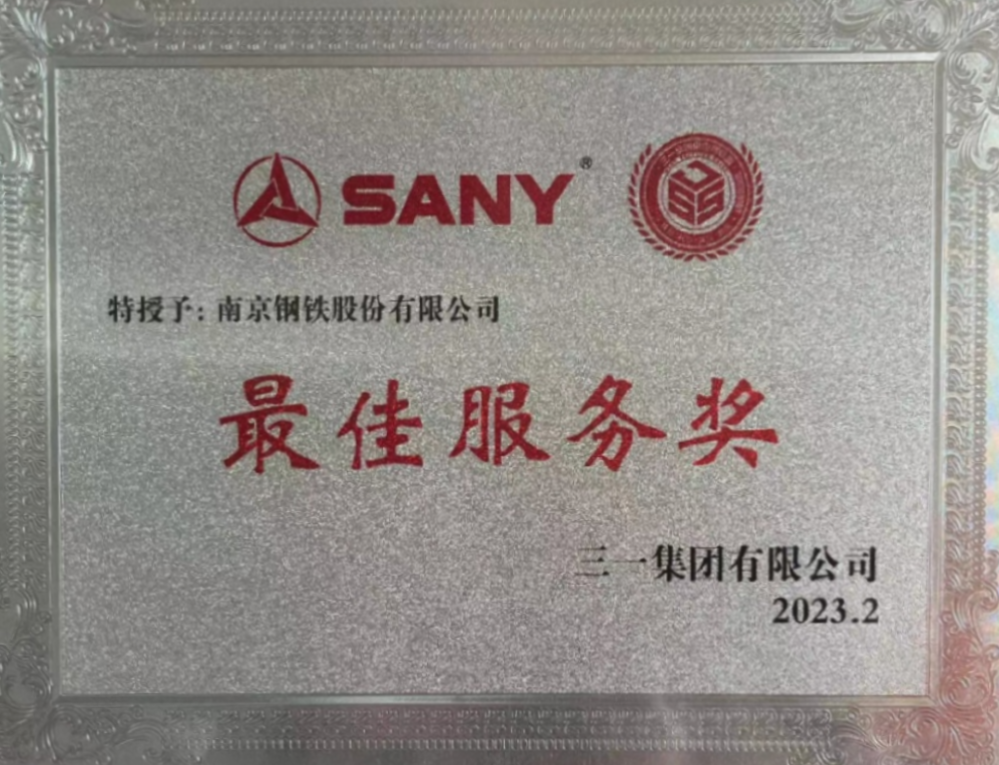 SANY®
特授予：南京钢铁股份有限公司
最佳服务奖
三一集团有限公司
2023.2